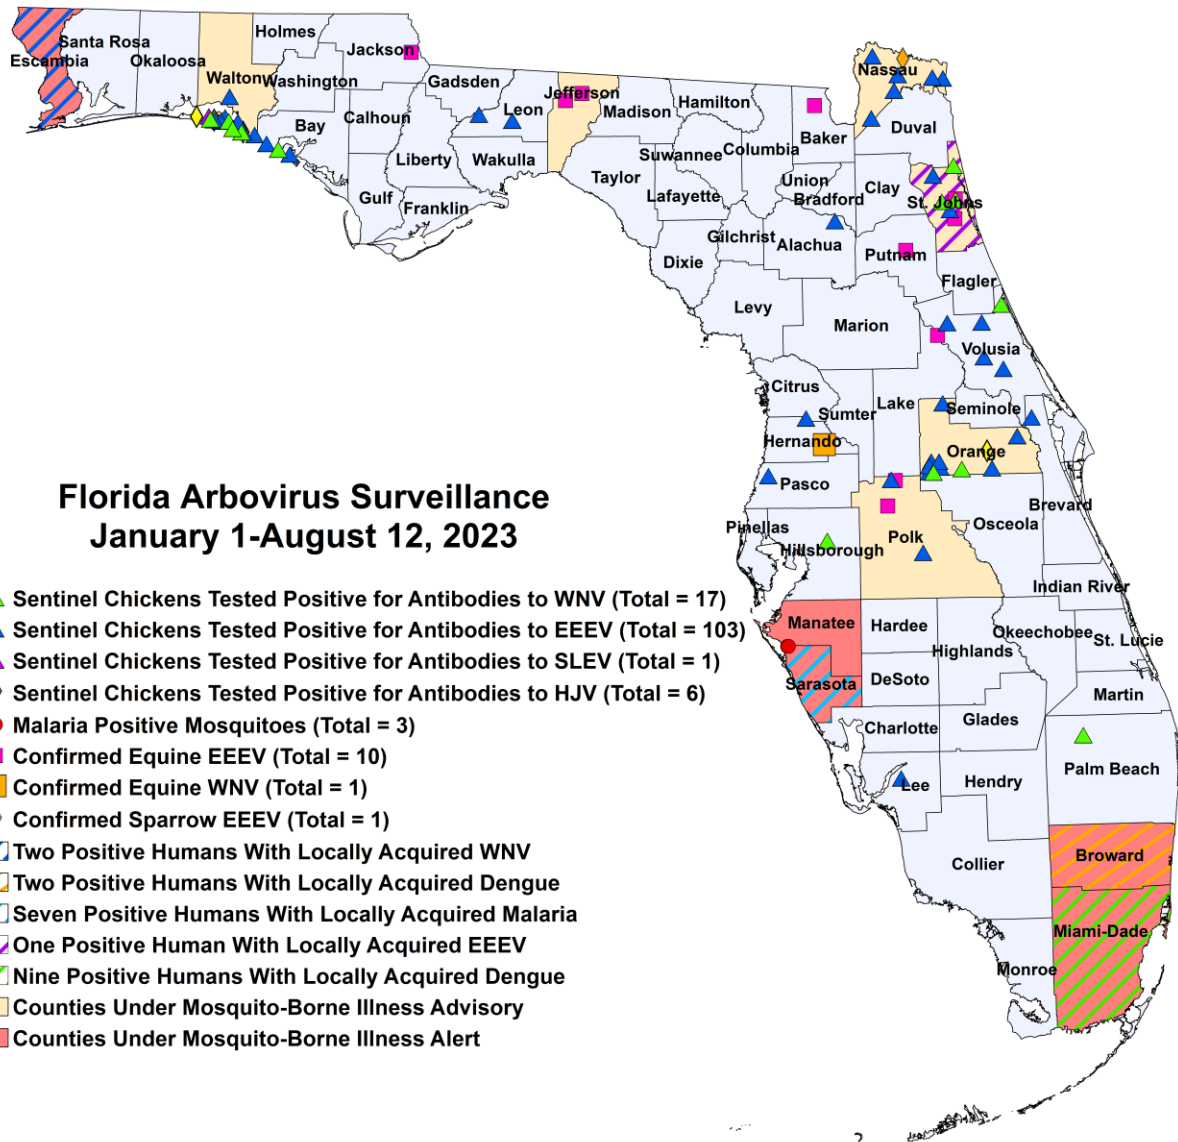 Holmes
Jackson
Santa Rosa
Escambia
Okaloosa
Walton
Washington
Gadsden
Jefferson
Leon
Madison
Hamilton
Nassau
Bay
Calhoun
Liberty
Wakulla
Taylor
Suwannee
Columbia
Baker
Duval
Gulf
Franklin
Lafayette
Union
Bradford
Clay
St. Johns
Dixie
Gilchrist
Alachua
Putnam
Flagler
Levy
Marion
Volusia
Citrus
Sumter
Lake
Seminole
Hernando
Orange
Pasco
Brevard
Osceola
Pinellas
Hillsborough
Polk
Indian River
Florida Arbovirus Surveillance
January 1-August 12, 2023
Manatee
Hardee
Okeechobee
St. Lucie
Highlands
Sarasota
DeSoto
Martin
Charlotte
Glades
Lee
Hendry
Palm Beach
Collier
Broward
Miami-Dade
Monroe
Sentinel Chickens Tested Positive for Antibodies to WNV (Total = 17)
Sentinel Chickens Tested Positive for Antibodies to EEEV (Total = 103)
Sentinel Chickens Tested Positive for Antibodies to SLEV (Total = 1)
Sentinel Chickens Tested Positive for Antibodies to HJV (Total = 6)
Malaria Positive Mosquitoes (Total = 3)
Confirmed Equine EEEV (Total = 10)
Confirmed Equine WNV (Total = 1)
Confirmed Sparrow EEEV (Total = 1)
Two Positive Humans With Locally Acquired WNV
Two Positive Humans With Locally Acquired Dengue
Seven Positive Humans With Locally Acquired Malaria
One Positive Human With Locally Acquired EEEV
Nine Positive Humans With Locally Acquired Dengue
Counties Under Mosquito-Borne Illness Advisory
Counties Under Mosquito-Borne Illness Alert